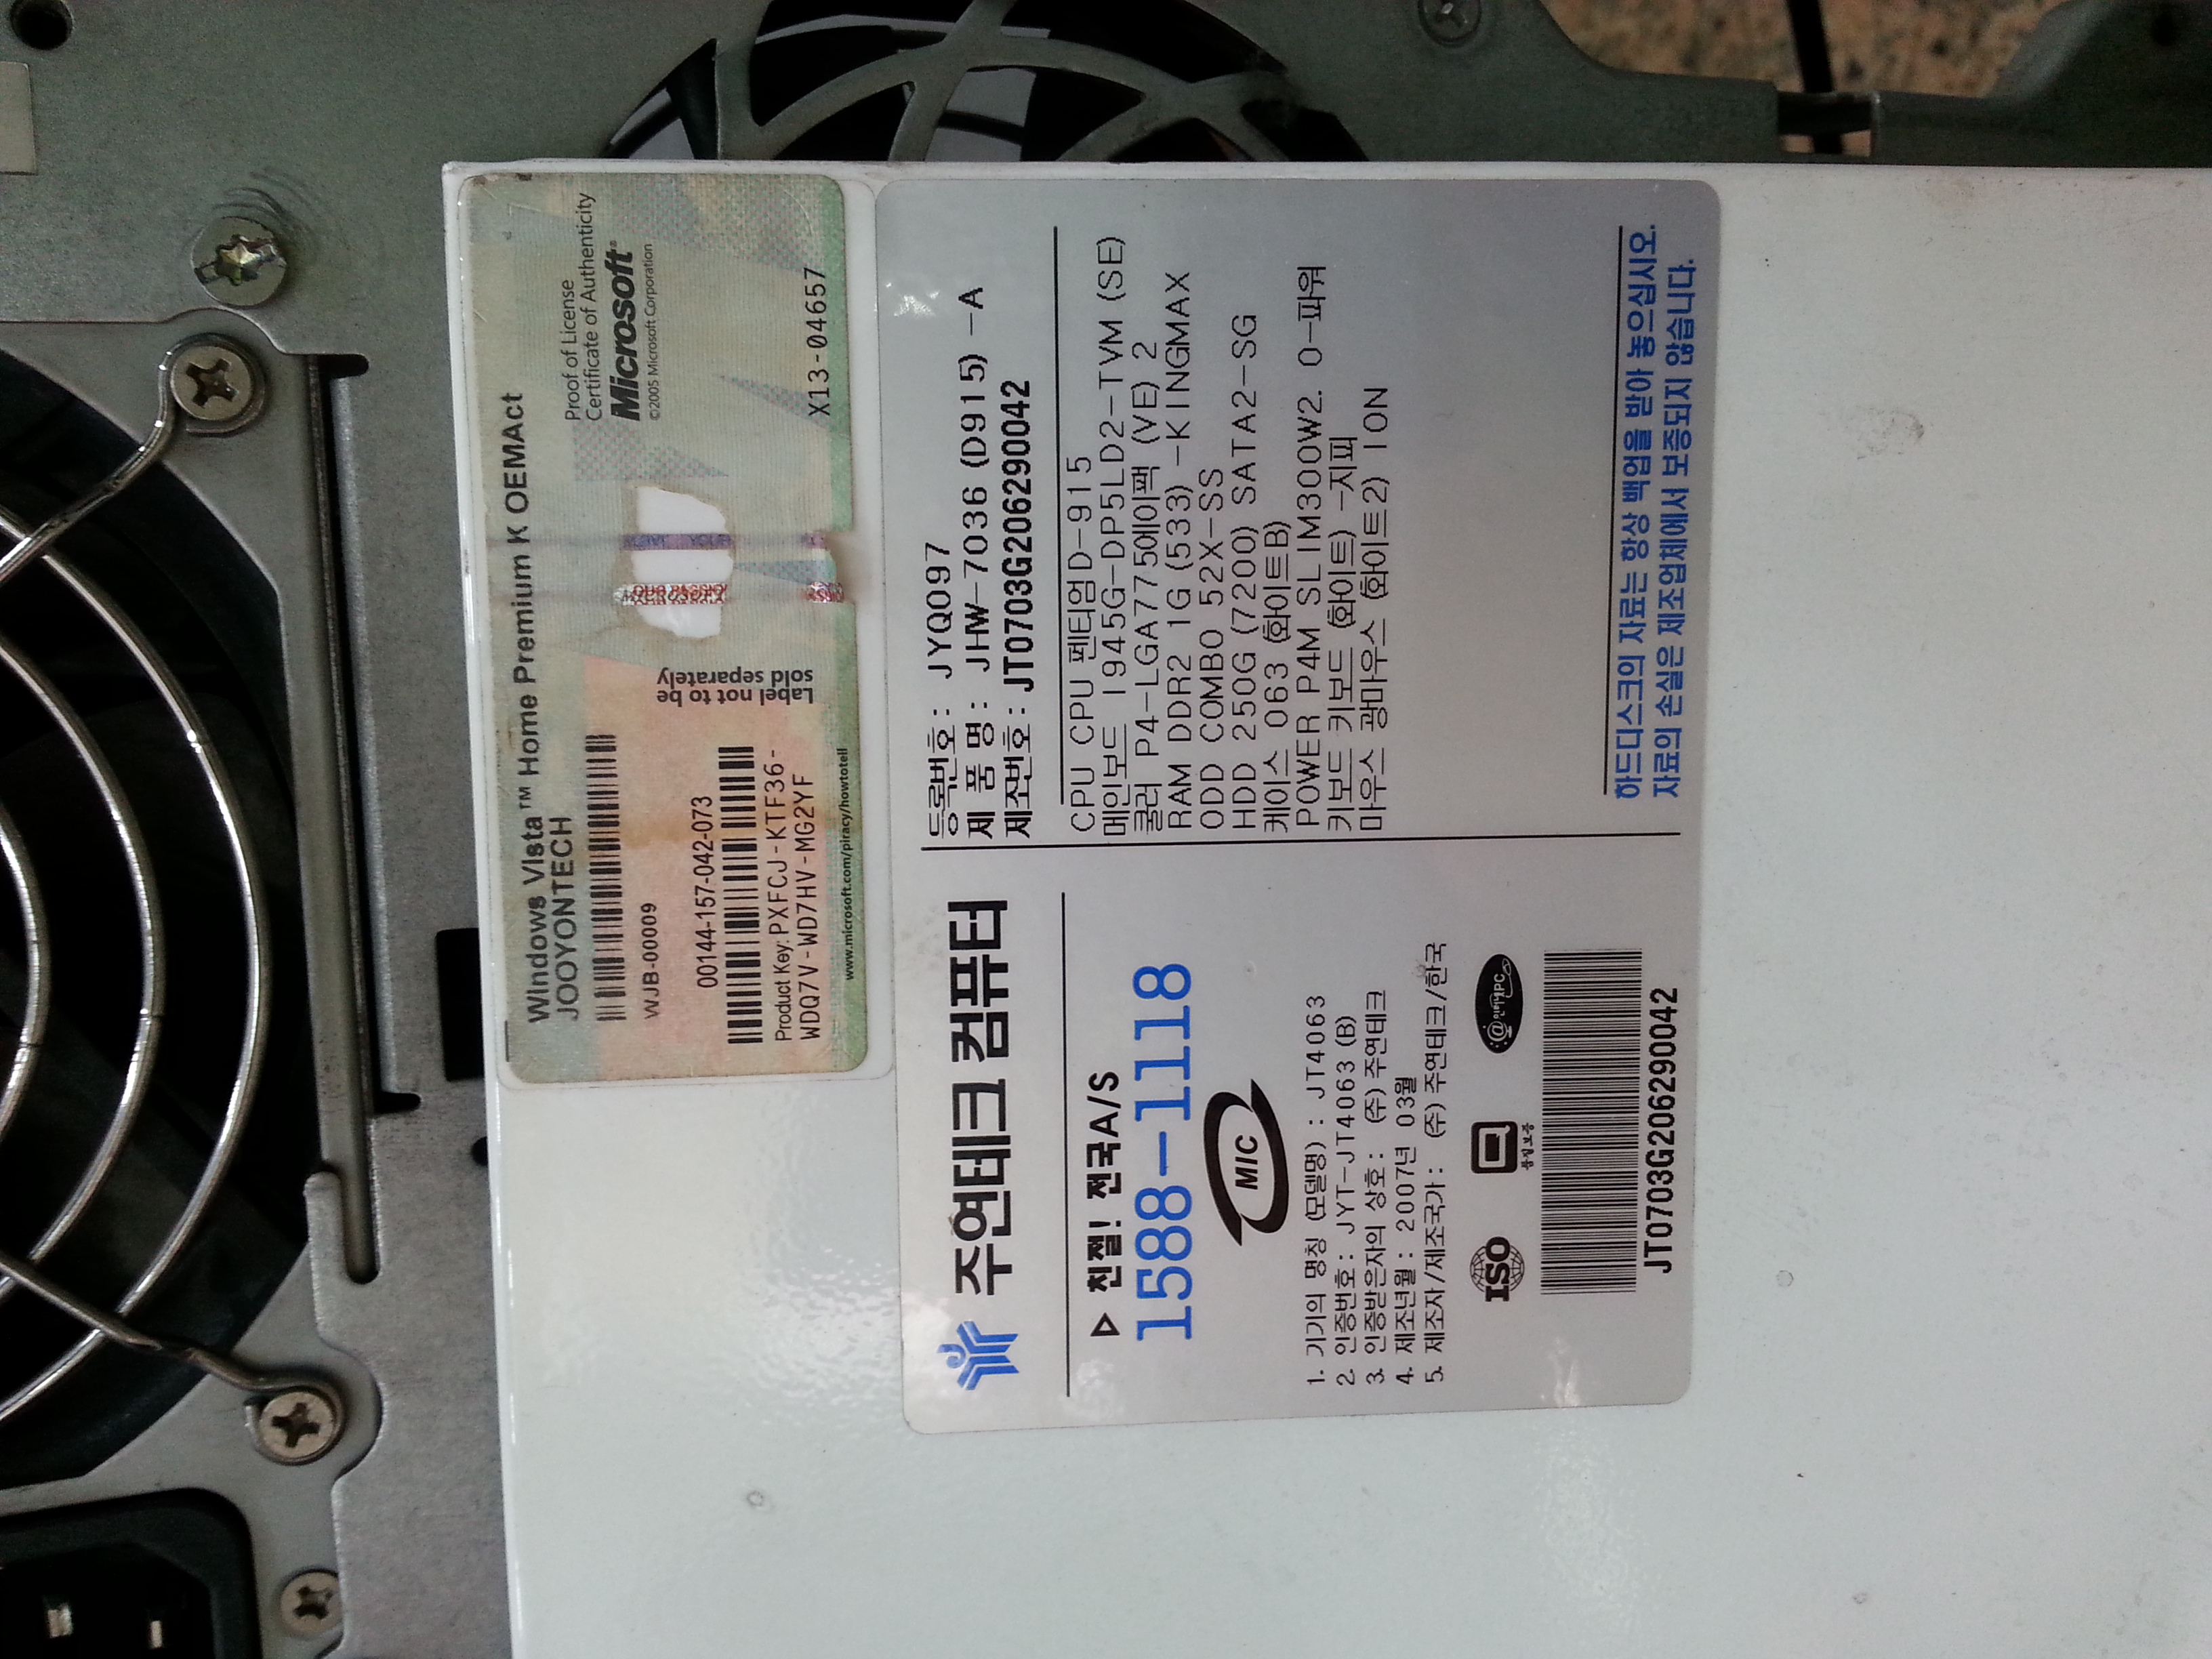 Windows Vista™ Home Premium K OEMAct
JOOYONTECH
WJB-00009
00144-157-042-073
Product Key: PXFCJ-KTF36-
WDQ7V-WD7HV-MG2YF
www.microsoft.com/piracy/howtotell
Label not to be
sold separately
Proof of License
Certificate of Authenticity
Microsoft®
©2005 Microsoft Corporation
X13-04657
주연테크 컴퓨터
▷ 친절! 전국A/S
1588-1118
MIC
1. 기기의 명칭 (모델명) : JT4063
2. 인증번호 : JYT-JT4063 (B)
3. 인증받은자의 상호 : (주) 주연테크
4. 제조년월 : 2007년 03월
5. 제조자/제조국가 : (주) 주연테크/한국
ISO
품질보증
JT0703G206290042
등록번호 : JYQ097
제 품 명 : JHW-7036 (D915) -A
제조번호 : JT0703G206290042
CPU CPU 펜티엄D-915
메인보드 I945G-DP5LD2-TVM (SE)
쿨러 P4-LGA775에이팩 (VE) 2
RAM DDR2 1G (533) -KINGMAX
ODD COMBO 52X-SS
HDD 250G (7200) SATA2-SG
케이스 063 (화이트B)
POWER P4M SLIM300W2. 0-파워
키보드 키보드 (화이트) -지피
마우스 광마우스 (화이트2) ION
하드디스크의 자료는 항상 백업을 받아 놓으십시오.
자료의 손실은 제조업체에서 보증되지 않습니다.